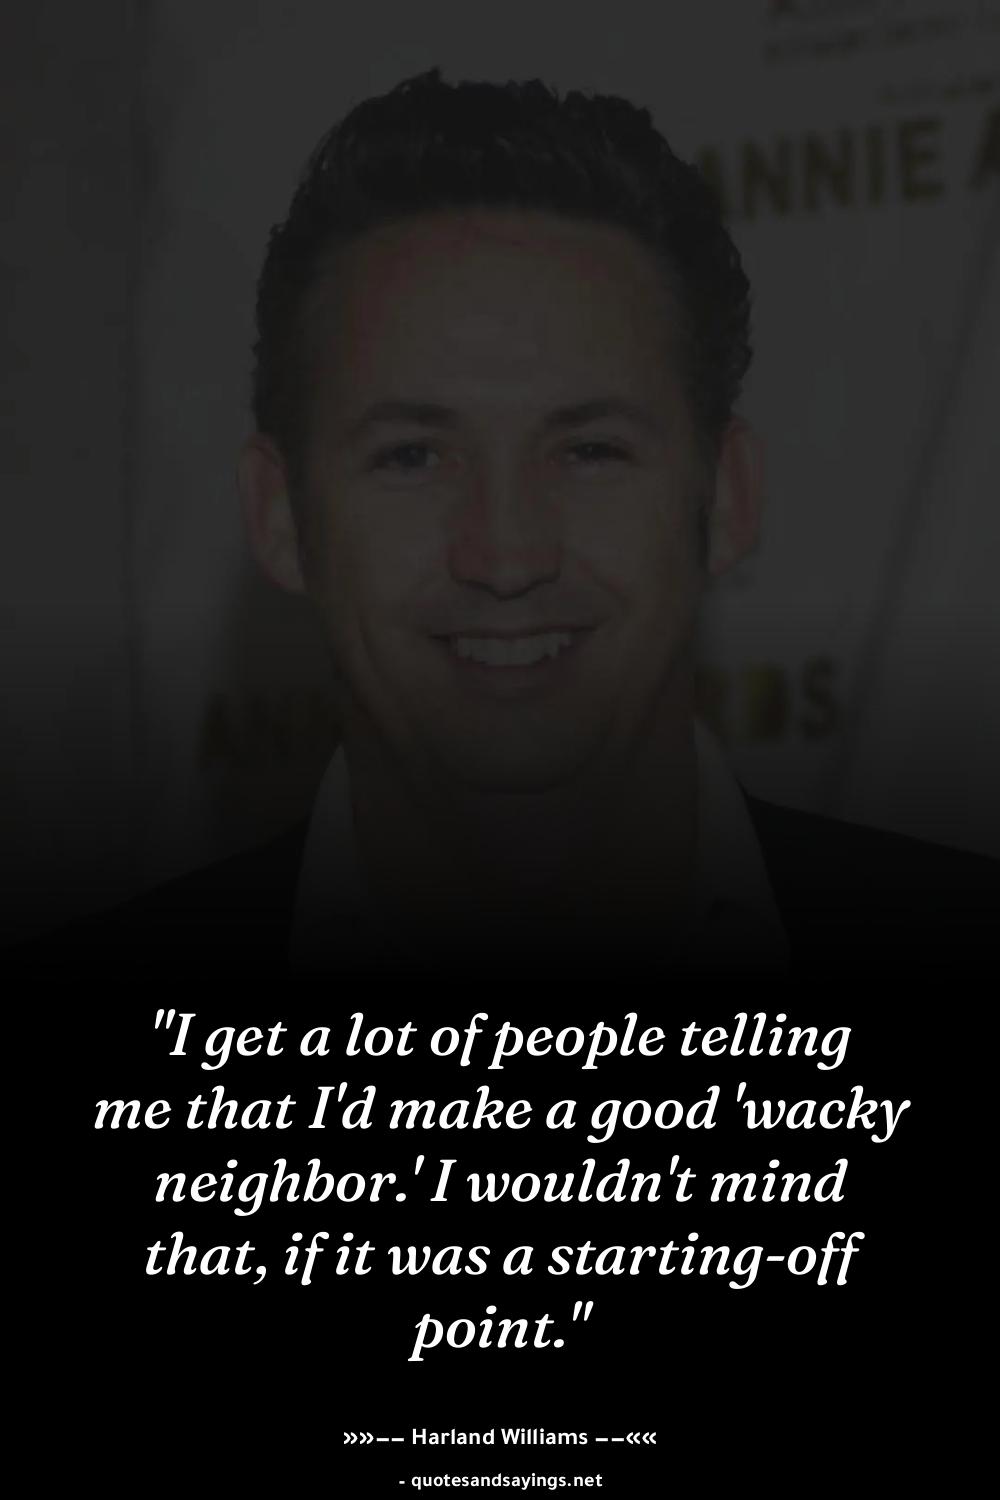 ANNIE A
RDS
"I get a lot of people telling
me that I'd make a good 'wacky
neighbor.' I wouldn't mind
that, if it was a starting-off
point."
»»–– Harland Williams ––««
- quotesandsayings.net